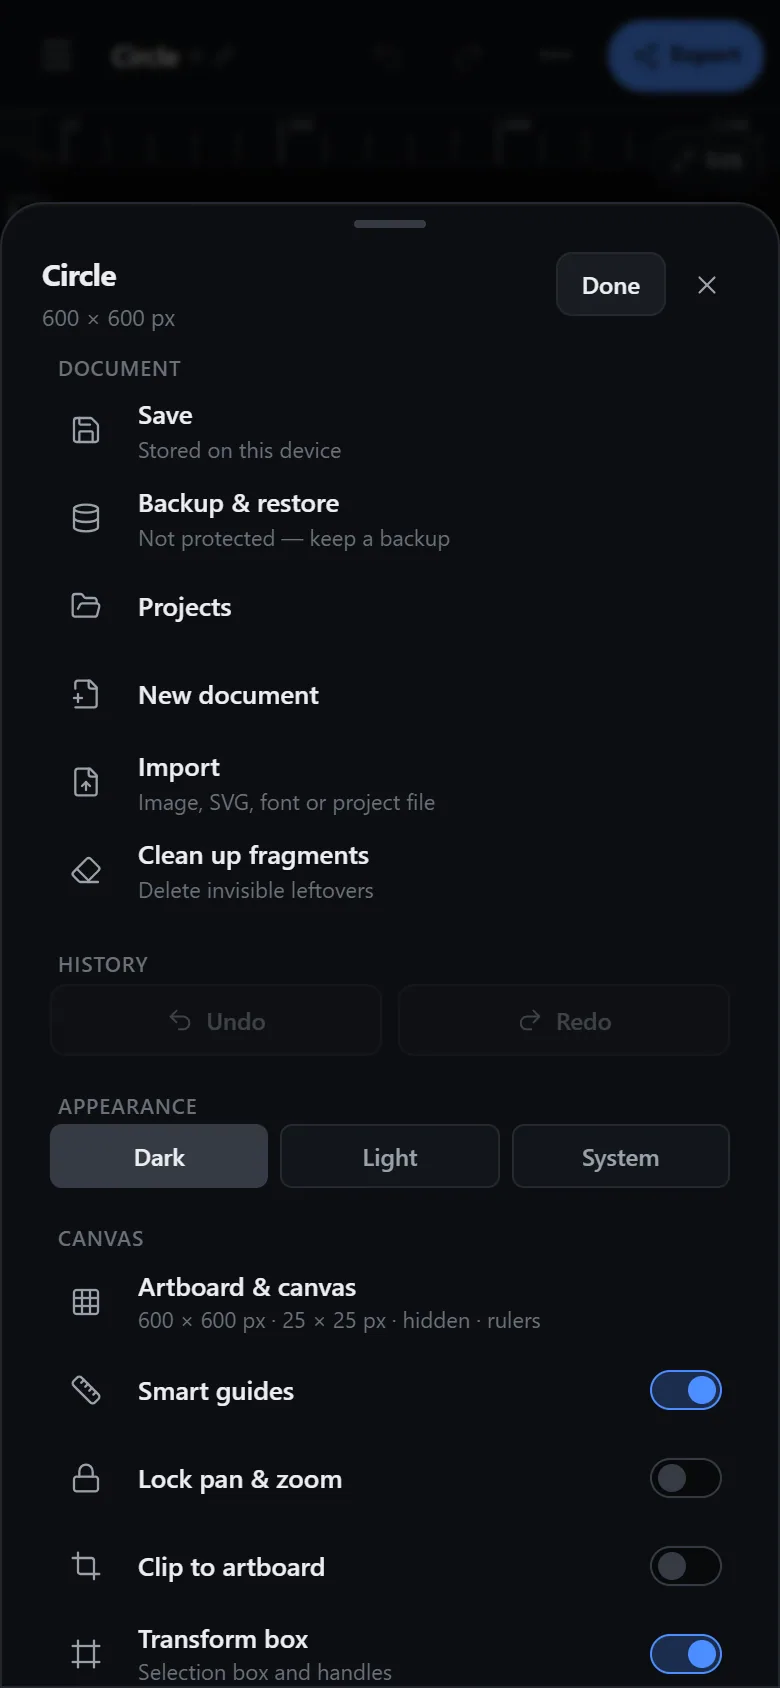 Circle
Export
Circle
Done
600 × 600 px
DOCUMENT
Save
Stored on this device
Backup & restore
Not protected — keep a backup
Projects
New document
Import
Image, SVG, font or project file
Clean up fragments
Delete invisible leftovers
HISTORY
Undo
Redo
APPEARANCE
Dark
Light
System
CANVAS
Artboard & canvas
600 × 600 px · 25 × 25 px · hidden · rulers
Smart guides
Lock pan & zoom
Clip to artboard
Transform box
Selection box and handles